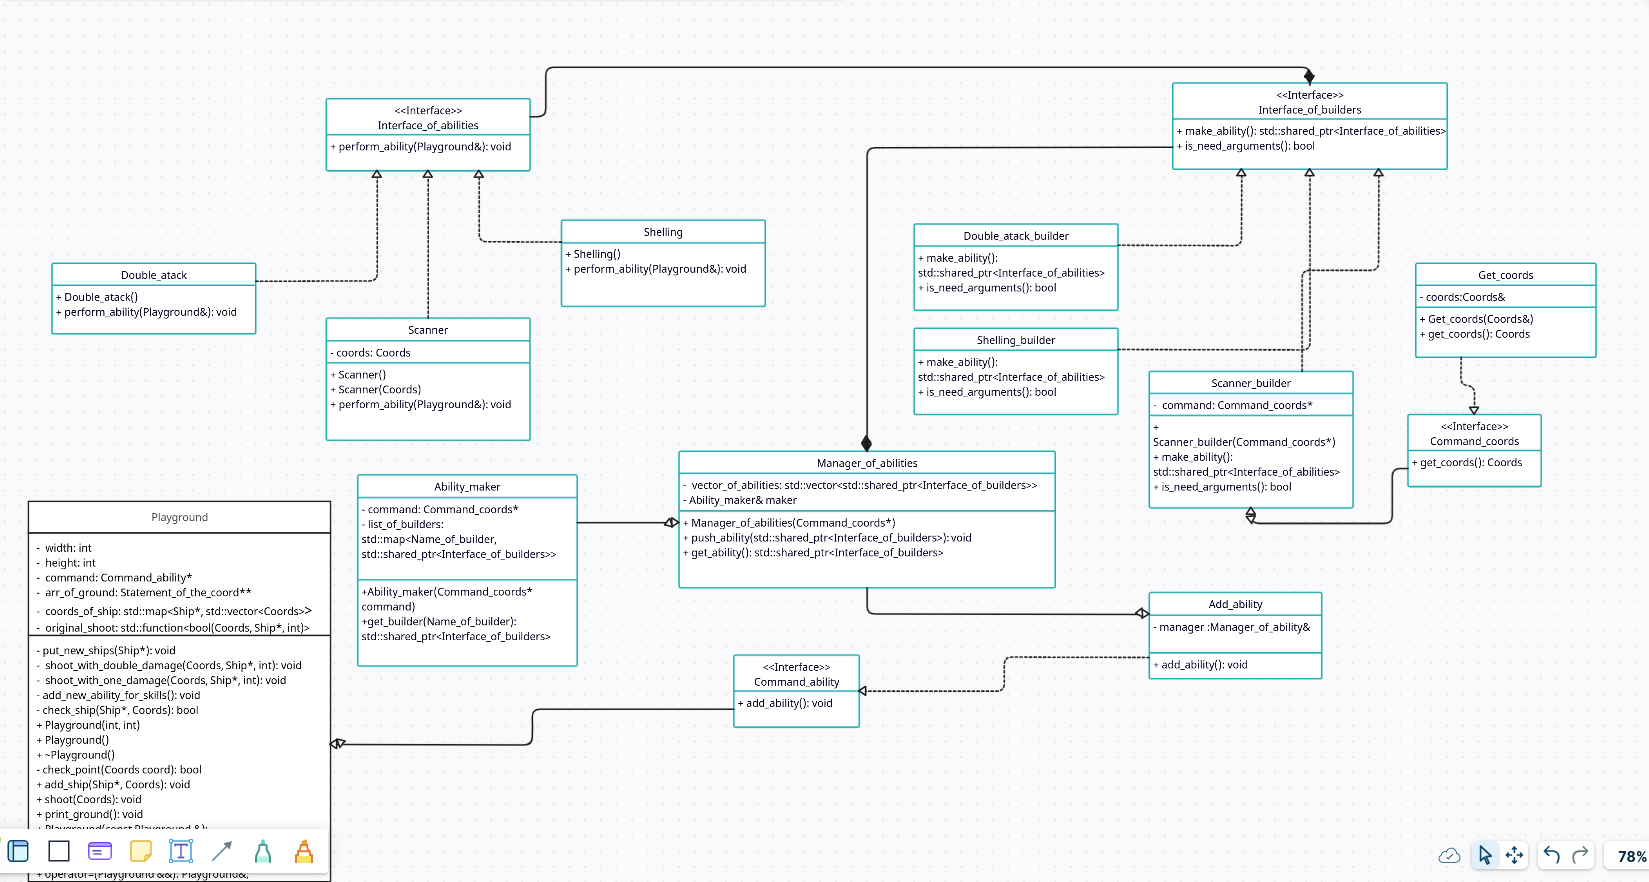 <<Interface>>
Interface_of_abilities
+ perform_ability(Playground&): void
<<Interface>>
Interface_of_builders
+ make_ability(): std::shared_ptr<Interface_of_abilities>
+ is_need_arguments(): bool
Shelling
+ Shelling()
+ perform_ability(Playground&): void
Double_atack
+ Double_atack()
+ perform_ability(Playground&): void
Scanner
- coords: Coords
+ Scanner()
+ Scanner(Coords)
+ perform_ability(Playground&): void
Double_atack_builder
+ make_ability():
std::shared_ptr<Interface_of_abilities>
+ is_need_arguments(): bool
Shelling_builder
+ make_ability():
std::shared_ptr<Interface_of_abilities>
+ is_need_arguments(): bool
Scanner_builder
- command: Command_coords*
+
Scanner_builder(Command_coords*)
+ make_ability():
std::shared_ptr<Interface_of_abilities>
+ is_need_arguments(): bool
Get_coords
- coords:Coords&
+ Get_coords(Coords&)
+ get_coords(): Coords
<<Interface>>
Command_coords
+ get_coords(): Coords
Manager_of_abilities
- vector_of_abilities: std::vector<std::shared_ptr<Interface_of_builders>>
- Ability_maker& maker
+ Manager_of_abilities(Command_coords*)
+ push_ability(std::shared_ptr<Interface_of_builders>): void
+ get_ability(): std::shared_ptr<Interface_of_builders>
Ability_maker
- command: Command_coords*
- list_of_builders:
std::map<Name_of_builder,
std::shared_ptr<Interface_of_builders>>
+Ability_maker(Command_coords*
command)
+get_builder(Name_of_builder):
std::shared_ptr<Interface_of_builders>
Add_ability
- manager :Manager_of_ability&
+ add_ability(): void
<<Interface>>
Command_ability
+ add_ability(): void
Playground
- width: int
- height: int
- command: Command_ability*
- arr_of_ground: Statement_of_the_coord**
- coords_of_ship: std::map<Ship*, std::vector<Coords>>
- original_shoot: std::function<bool(Coords, Ship*, int)>
- put_new_ships(Ship*): void
- shoot_with_double_damage(Coords, Ship*, int): void
- shoot_with_one_damage(Coords, Ship*, int): void
- add_new_ability_for_skills(): void
- check_ship(Ship*, Coords): bool
+ Playground(int, int)
+ Playground()
+ ~Playground()
- check_point(Coords coord): bool
+ add_ship(Ship*, Coords): void
+ shoot(Coords): void
+ print_ground(): void
+ Playground(const Playground &);
+ operator=(Playground &&): Playground&;
T
78%